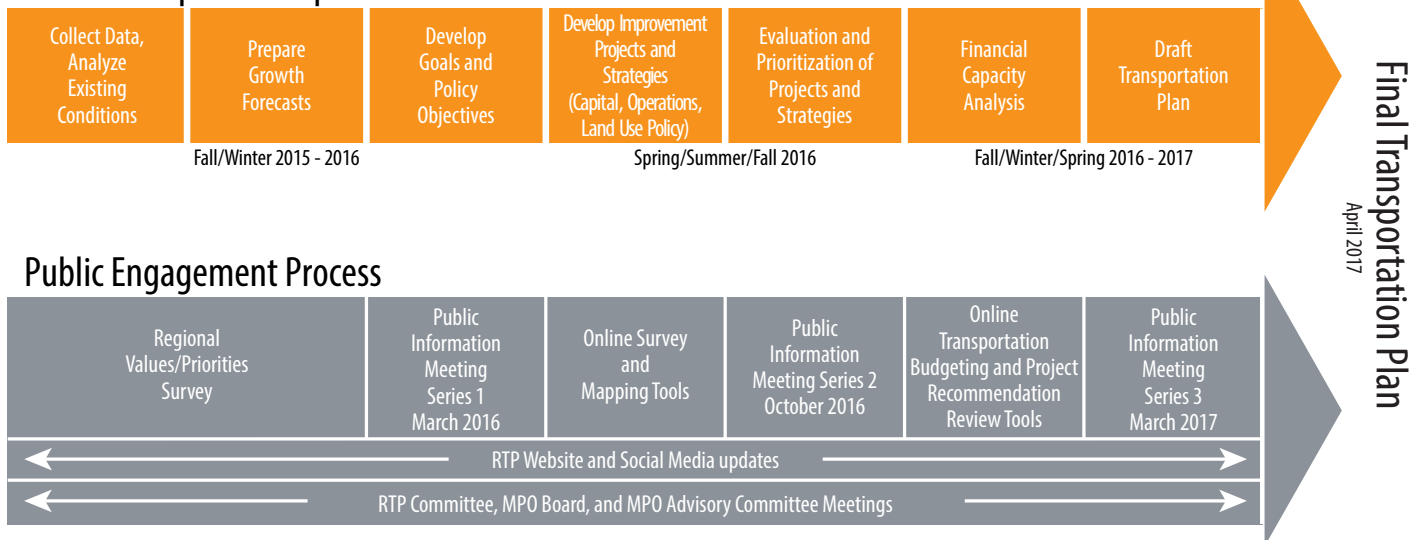 Collect Data,
Analyze
Existing
Conditions
Prepare
Growth
Forecasts
Develop
Goals and
Policy
Objectives
Develop Improvement
Projects and
Strategies
(Capital, Operations,
Land Use Policy)
Evaluation and
Prioritization of
Projects and
Strategies
Financial
Capacity
Analysis
Draft
Transportation
Plan
Fall/Winter 2015 - 2016
Spring/Summer/Fall 2016
Fall/Winter/Spring 2016 - 2017
Final Transportation Plan
April 2017
Public Engagement Process
Regional
Values/Priorities
Survey
Public
Information
Meeting
Series 1
March 2016
Online Survey
and
Mapping Tools
Public
Information
Meeting Series 2
October 2016
Online
Transportation
Budgeting and Project
Recommendation
Review Tools
Public
Information
Meeting
Series 3
March 2017
RTP Website and Social Media updates
RTP Committee, MPO Board, and MPO Advisory Committee Meetings